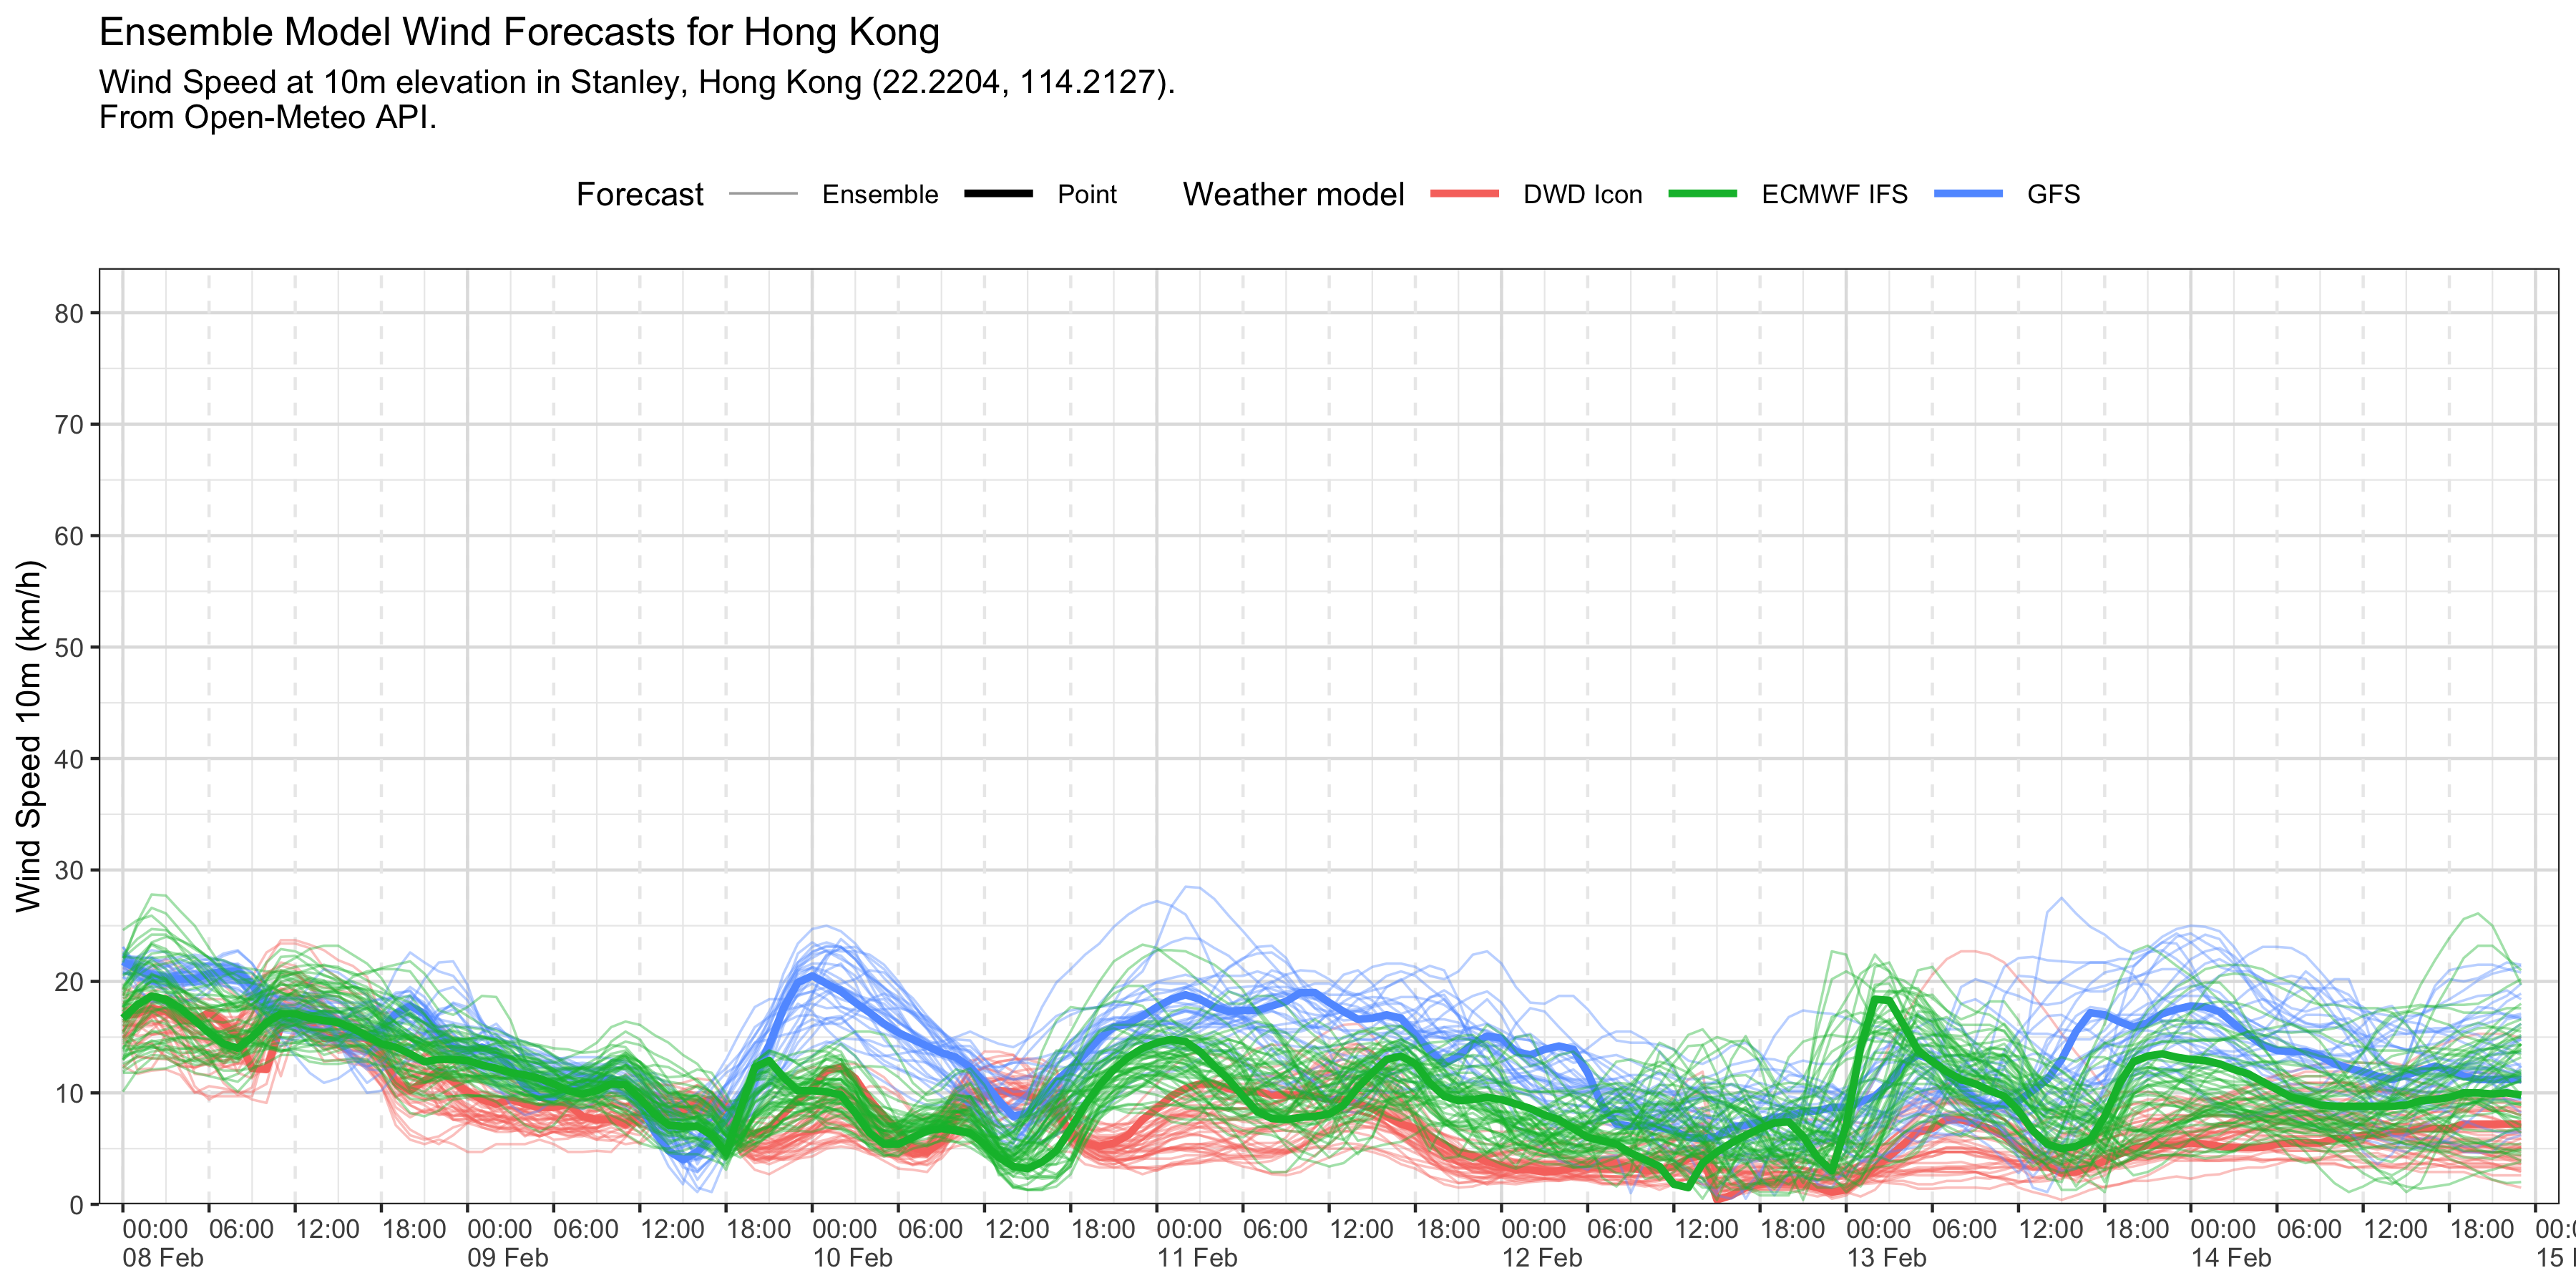 Ensemble Model Wind Forecasts for Hong Kong
Wind Speed at 10m elevation in Stanley, Hong Kong (22.2204, 114.2127).
From Open-Meteo API.
Forecast Ensemble Point Weather model DWD Icon ECMWF IFS GFS
Wind Speed 10m (km/h)
80
70
60
50
40
30
20
10
0
00:00 06:00 12:00 18:00 00:00 06:00 12:00 18:00 00:00 06:00 12:00 18:00 00:00 06:00 12:00 18:00 00:00 06:00 12:00 18:00 00:00 06:00 12:00 18:00 00:00 06:00 12:00 18:00
08 Feb 09 Feb 10 Feb 11 Feb 12 Feb 13 Feb 14 Feb 15